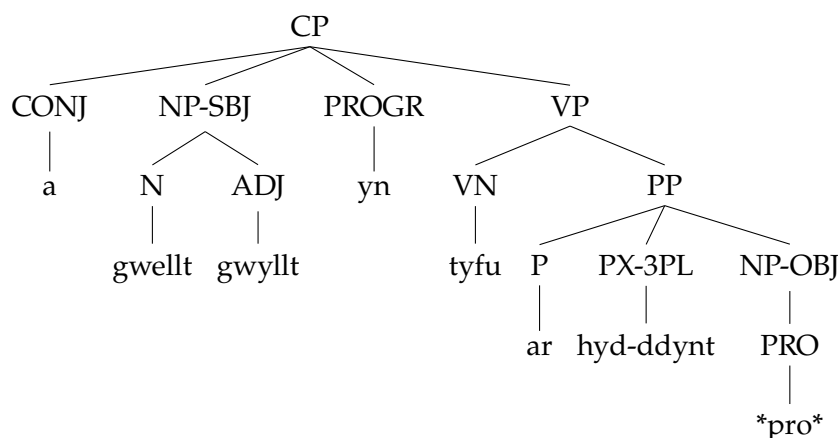 CP
CONJ NP-SBJ PROGR VP
a N ADJ yn VN PP
gwellt gwyllt tyfu P PX-3PL NP-OBJ
ar hyd-ddynt PRO
*pro*